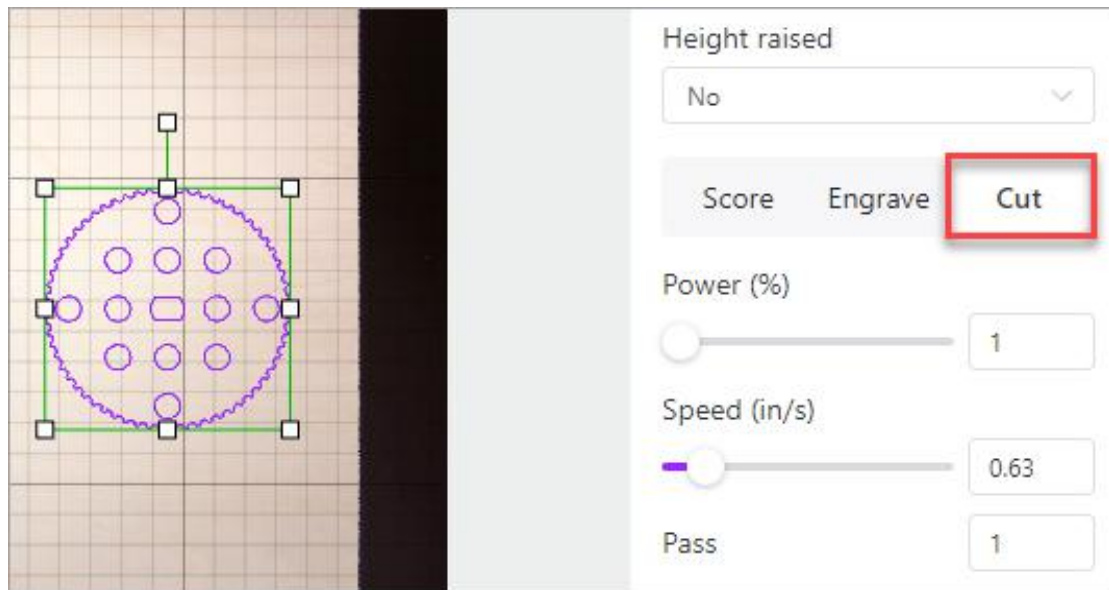 Height raised
No
Score Engrave Cut
Power (%)
1
Speed (in/s)
0.63
Pass
1